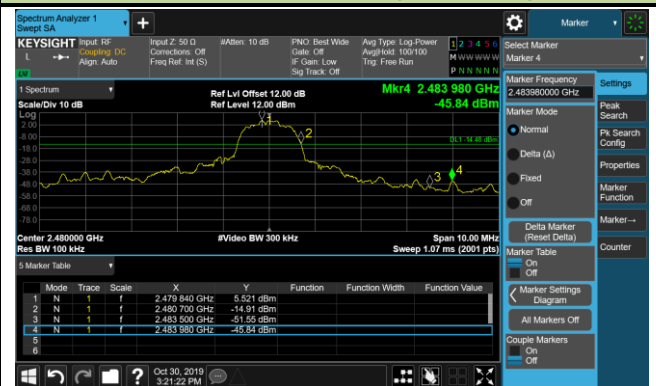 Spectrum Analyzer 1
Swept SA
Marker
KEYSIGHT
L
Input: RF
Coupling: DC
Align: Auto
Input Z: 50 Ω
Corrections: Off
Freq Ref: Int (S)
#Atten: 10 dB
PNO: Best Wide
Gate: Off
IF Gain: Low
Sig Track: Off
Avg Type: Log-Power
Avg|Hold: 100/100
Trig: Free Run
1 2 3 4 5 6
M W W W W W
P N N N N N
Select Marker
Marker 4
1 Spectrum
Scale/Div 10 dB
Log
Ref Lvl Offset 12.00 dB
Ref Level 12.00 dBm
Mkr4 2.483 980 GHz
-45.84 dBm
2.00
-8.00
-18.0
-28.0
-38.0
-48.0
-58.0
-68.0
-78.0
1
2
3
4
DL1 -14.48 dBm
Center 2.480000 GHz
Res BW 100 kHz
#Video BW 300 kHz
Span 10.00 MHz
Sweep 1.07 ms (2001 pts)
5 Marker Table
Mode Trace Scale X Y Function Function Width Function Value
1 N 1 f 2.479 840 GHz 5.521 dBm
2 N 1 f 2.480 700 GHz -14.91 dBm
3 N 1 f 2.483 500 GHz -51.55 dBm
4 N 1 f 2.483 980 GHz -45.84 dBm
5
6
Marker Frequency
2.483980000 GHz
Marker Mode
Normal
Delta (Δ)
Fixed
Off
Delta Marker
(Reset Delta)
Marker Table
On
Off
Marker Settings
Diagram
All Markers Off
Couple Markers
On
Off
Settings
Peak
Search
Pk Search
Config
Properties
Marker
Function
Marker→
Counter
Oct 30, 2019
3:21:22 PM